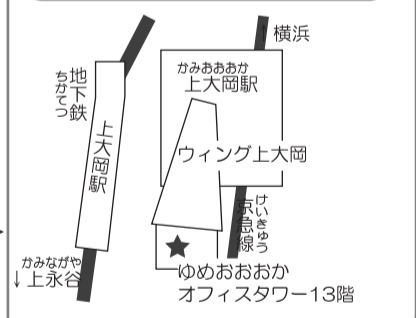 ↑横浜
かみおおおか
上大岡駅
ちかてつ
地下鉄
上大岡駅
ウィング上大岡
けいきゅう
京急線
★
かみながや
↓上永谷
ゆめおおおか
オフィスタワー13階